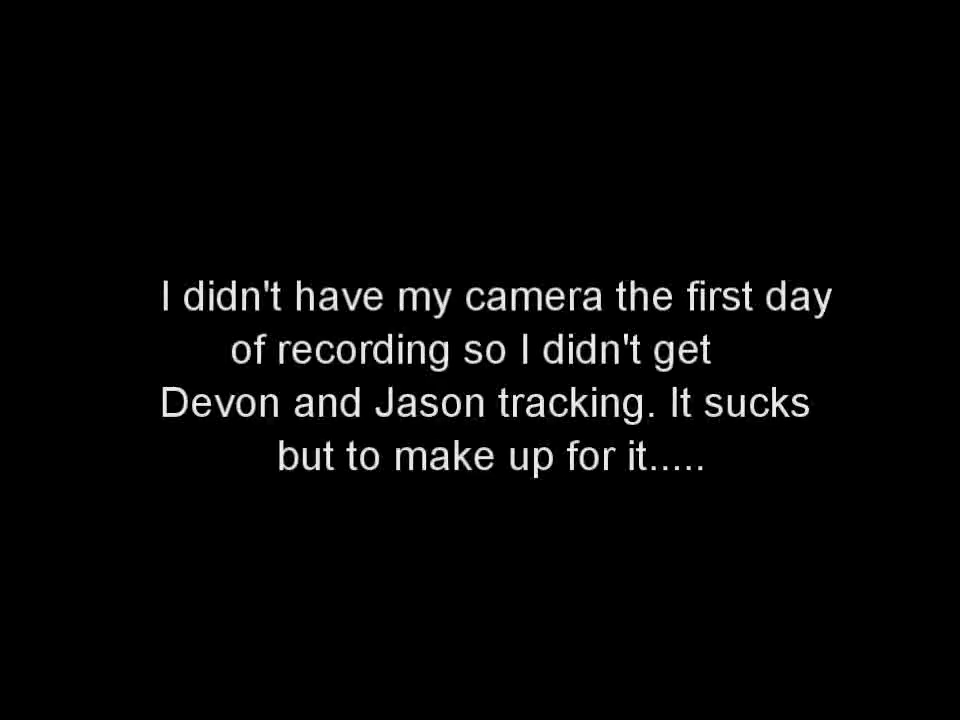 I didn't have my camera the first day
of recording so I didn't get
Devon and Jason tracking. It sucks
but to make up for it.....